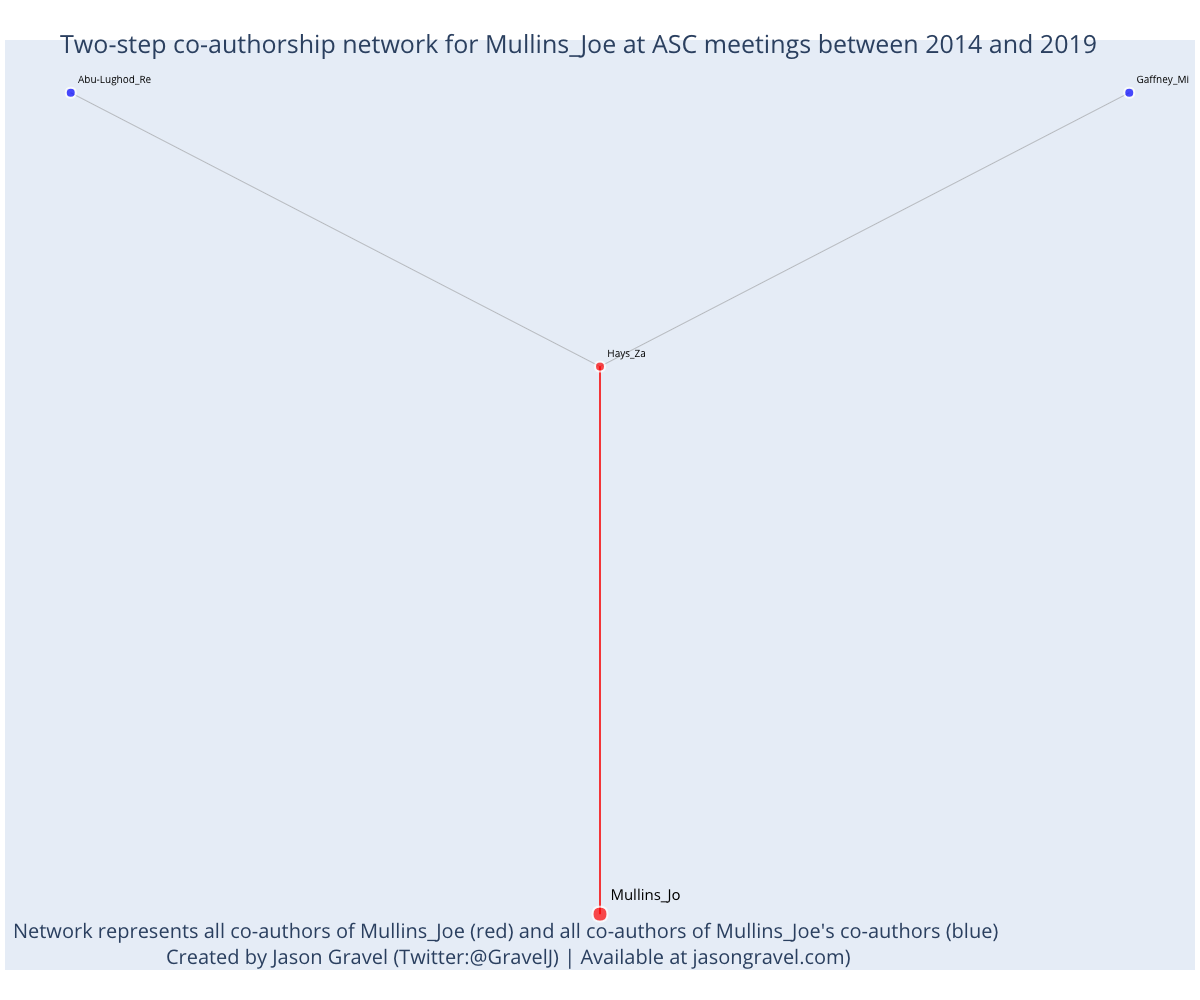 Two-step co-authorship network for Mullins_Joe at ASC meetings between 2014 and 2019
Abu-Lughod_Re
Gaffney_Mi
Hays_Za
Mullins_Jo
Network represents all co-authors of Mullins_Joe (red) and all co-authors of Mullins_Joe's co-authors (blue)
Created by Jason Gravel (Twitter:@GravelJ) | Available at jasongravel.com)